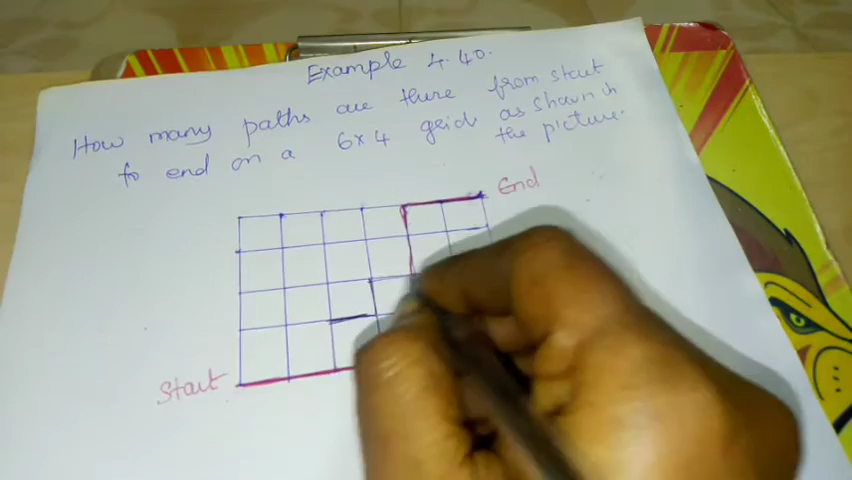 Example 4.40.
How many paths are there from start
to end on a 6x4 grid as shown in
the picture.
End
Start